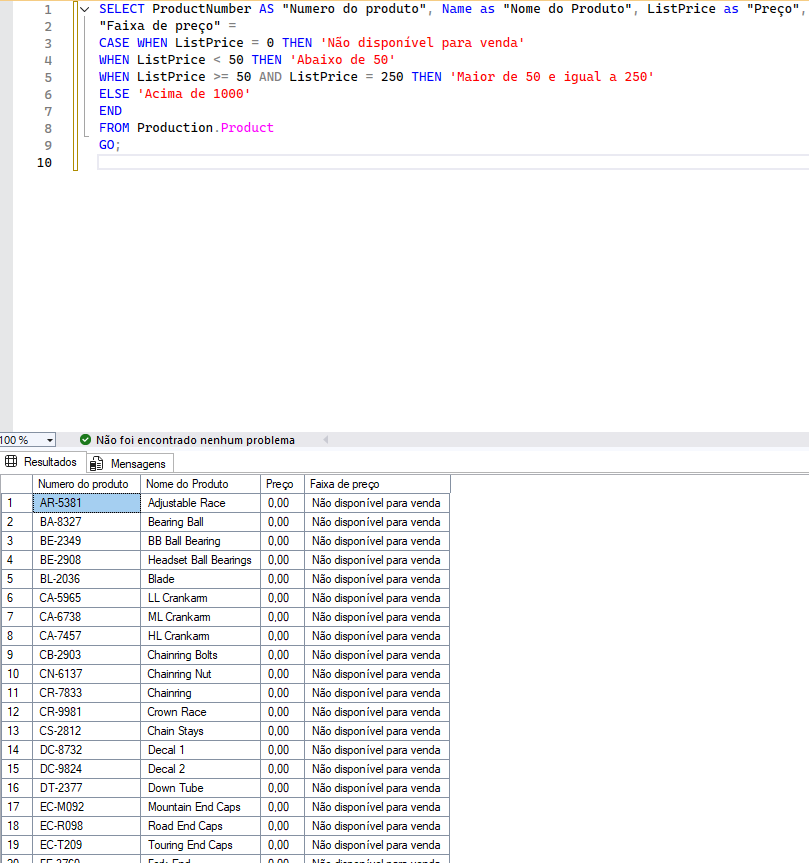 1 SELECT ProductNumber AS "Numero do produto", Name as "Nome do Produto", ListPrice as "Preço",
2 "Faixa de preço" =
3 CASE WHEN ListPrice = 0 THEN 'Não disponível para venda'
4 WHEN ListPrice < 50 THEN 'Abaixo de 50'
5 WHEN ListPrice >= 50 AND ListPrice = 250 THEN 'Maior de 50 e igual a 250'
6 ELSE 'Acima de 1000'
7 END
8 FROM Production.Product
9 GO;
10
100 % Não foi encontrado nenhum problema
Resultados Mensagens
Numero do produto Nome do Produto Preço Faixa de preço
1 AR-5381 Adjustable Race 0,00 Não disponível para venda
2 BA-8327 Bearing Ball 0,00 Não disponível para venda
3 BE-2349 BB Ball Bearing 0,00 Não disponível para venda
4 BE-2908 Headset Ball Bearings 0,00 Não disponível para venda
5 BL-2036 Blade 0,00 Não disponível para venda
6 CA-5965 LL Crankarm 0,00 Não disponível para venda
7 CA-6738 ML Crankarm 0,00 Não disponível para venda
8 CA-7457 HL Crankarm 0,00 Não disponível para venda
9 CB-2903 Chainring Bolts 0,00 Não disponível para venda
10 CN-6137 Chainring Nut 0,00 Não disponível para venda
11 CR-7833 Chainring 0,00 Não disponível para venda
12 CR-9981 Crown Race 0,00 Não disponível para venda
13 CS-2812 Chain Stays 0,00 Não disponível para venda
14 DC-8732 Decal 1 0,00 Não disponível para venda
15 DC-9824 Decal 2 0,00 Não disponível para venda
16 DT-2377 Down Tube 0,00 Não disponível para venda
17 EC-M092 Mountain End Caps 0,00 Não disponível para venda
18 EC-R098 Road End Caps 0,00 Não disponível para venda
19 EC-T209 Touring End Caps 0,00 Não disponível para venda